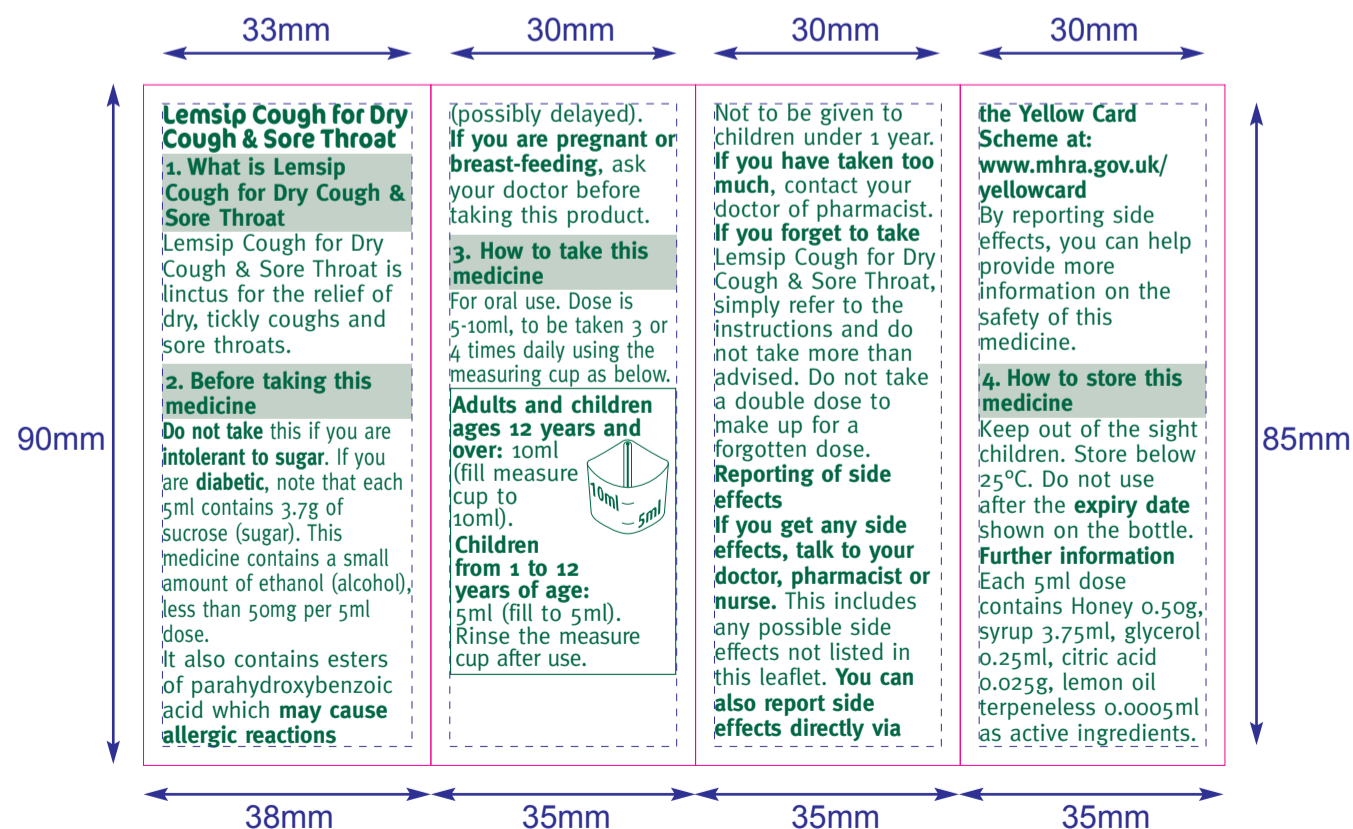 33mm
30mm
30mm
30mm
90mm
85mm
Lemsip Cough for Dry
Cough & Sore Throat
1. What is Lemsip
Cough for Dry Cough &
Sore Throat
Lemsip Cough for Dry
Cough & Sore Throat is
linctus for the relief of
dry, tickly coughs and
sore throats.
2. Before taking this
medicine
Do not take this if you are
intolerant to sugar. If you
are diabetic, note that each
5ml contains 3.7g of
sucrose (sugar). This
medicine contains a small
amount of ethanol (alcohol),
less than 50mg per 5ml
dose.
It also contains esters
of parahydroxybenzoic
acid which may cause
allergic reactions
(possibly delayed).
If you are pregnant or
breast-feeding, ask
your doctor before
taking this product.
3. How to take this
medicine
For oral use. Dose is
5-10ml, to be taken 3 or
4 times daily using the
measuring cup as below.
Adults and children
ages 12 years and
over: 10ml
(fill measure
cup to
10ml).
10ml
5ml
Children
from 1 to 12
years of age:
5ml (fill to 5ml).
Rinse the measure
cup after use.
Not to be given to
children under 1 year.
If you have taken too
much, contact your
doctor of pharmacist.
If you forget to take
Lemsip Cough for Dry
Cough & Sore Throat,
simply refer to the
instructions and do
not take more than
advised. Do not take
a double dose to
make up for a
forgotten dose.
Reporting of side
effects
If you get any side
effects, talk to your
doctor, pharmacist or
nurse. This includes
any possible side
effects not listed in
this leaflet. You can
also report side
effects directly via
the Yellow Card
Scheme at:
www.mhra.gov.uk/
yellowcard
By reporting side
effects, you can help
provide more
information on the
safety of this
medicine.
4. How to store this
medicine
Keep out of the sight
children. Store below
25ºC. Do not use
after the expiry date
shown on the bottle.
Further information
Each 5ml dose
contains Honey 0.50g,
syrup 3.75ml, glycerol
0.25ml, citric acid
0.025g, lemon oil
terpeneless 0.0005ml
as active ingredients.
38mm
35mm
35mm
35mm